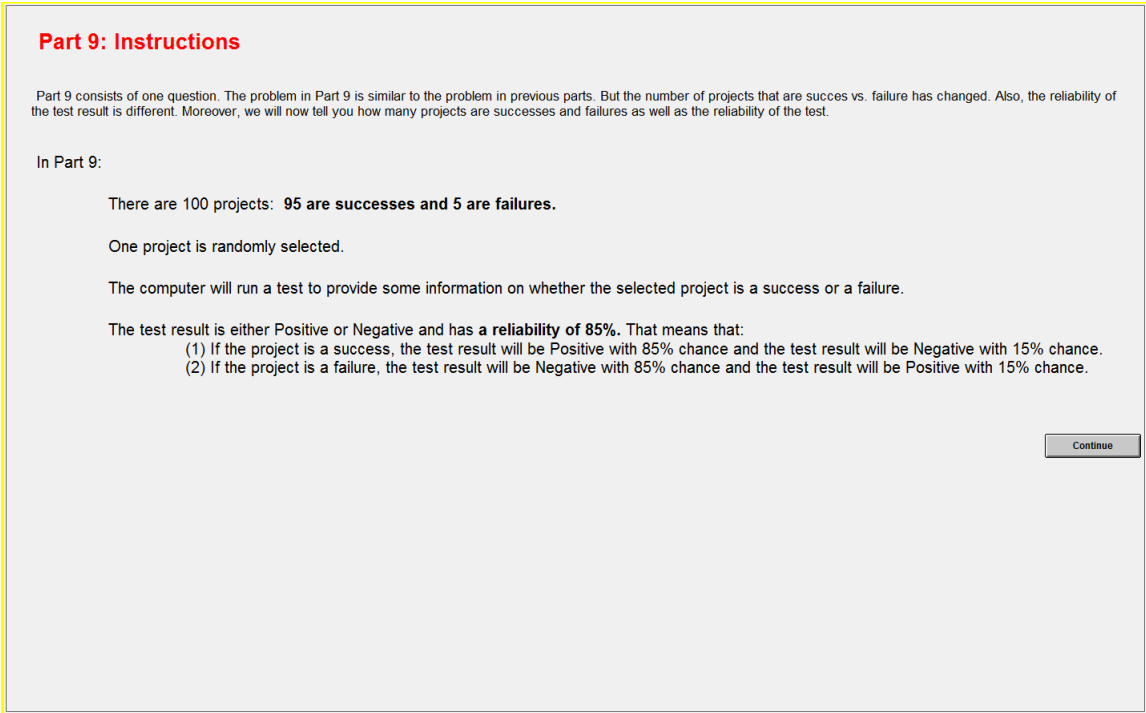 Part 9: Instructions
Part 9 consists of one question. The problem in Part 9 is similar to the problem in previous parts. But the number of projects that are succes vs. failure has changed. Also, the reliability of
the test result is different. Moreover, we will now tell you how many projects are successes and failures as well as the reliability of the test.
In Part 9:
There are 100 projects: 95 are successes and 5 are failures.
One project is randomly selected.
The computer will run a test to provide some information on whether the selected project is a success or a failure.
The test result is either Positive or Negative and has a reliability of 85%. That means that:
(1) If the project is a success, the test result will be Positive with 85% chance and the test result will be Negative with 15% chance.
(2) If the project is a failure, the test result will be Negative with 85% chance and the test result will be Positive with 15% chance.
Continue